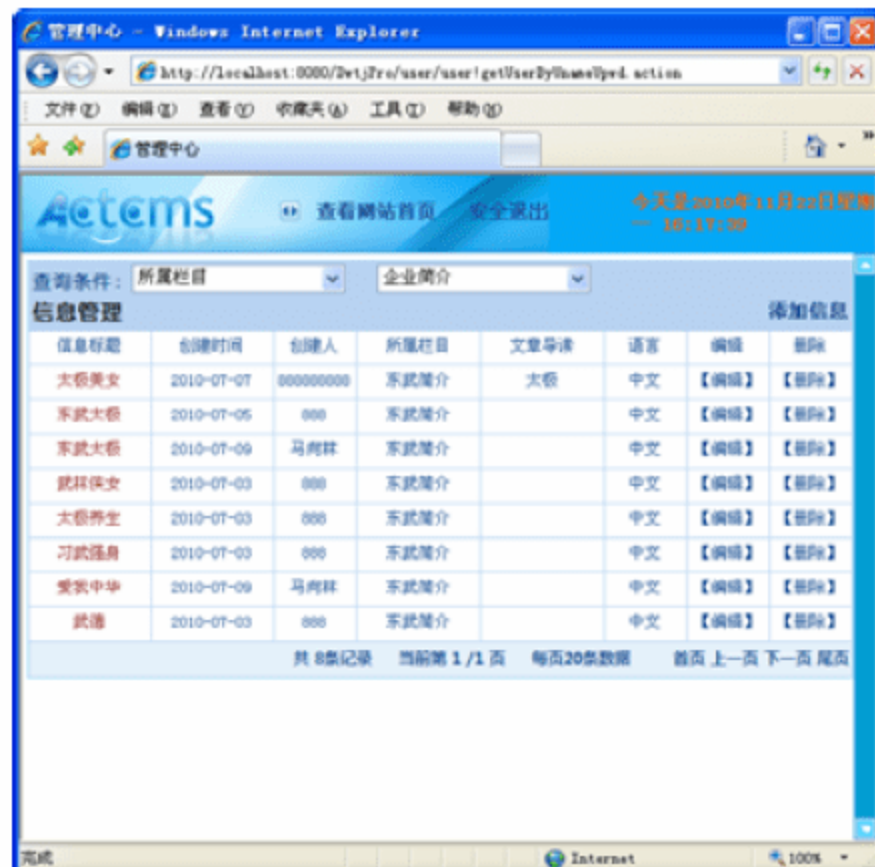 管理中心 - Windows Internet Explorer
http://localhost:8080/DwtjPro/user/user!getUserByUnameUpwd.action
文件(F) 编辑(E) 查看(V) 收藏夹(A) 工具(T) 帮助(H)
管理中心
Actcms 查看网站首页 安全退出 今天是2010年11月22日星期
一 16:17:39
查询条件： 所属栏目 企业简介
信息管理 添加信息
信息标题 创建时间 创建人 所属栏目 文章导读 语言 编辑 删除
太极美女 2010-07-07 东武简介 太极 中文 【编辑】 【删除】
东武太极 2010-07-05 888 东武简介 中文 【编辑】 【删除】
东武太极 2010-07-09 东武简介 中文 【编辑】 【删除】
武林侠女 2010-07-03 888 东武简介 中文 【编辑】 【删除】
太极养生 2010-07-03 888 东武简介 中文 【编辑】 【删除】
习武强身 2010-07-03 888 东武简介 中文 【编辑】 【删除】
爱我中华 2010-07-09 东武简介 中文 【编辑】 【删除】
武德 2010-07-03 888 东武简介 中文 【编辑】 【删除】
共 8条记录 当前第 1 /1 页 每页20条数据 首页 上一页 下一页 尾页
完成 Internet 100%